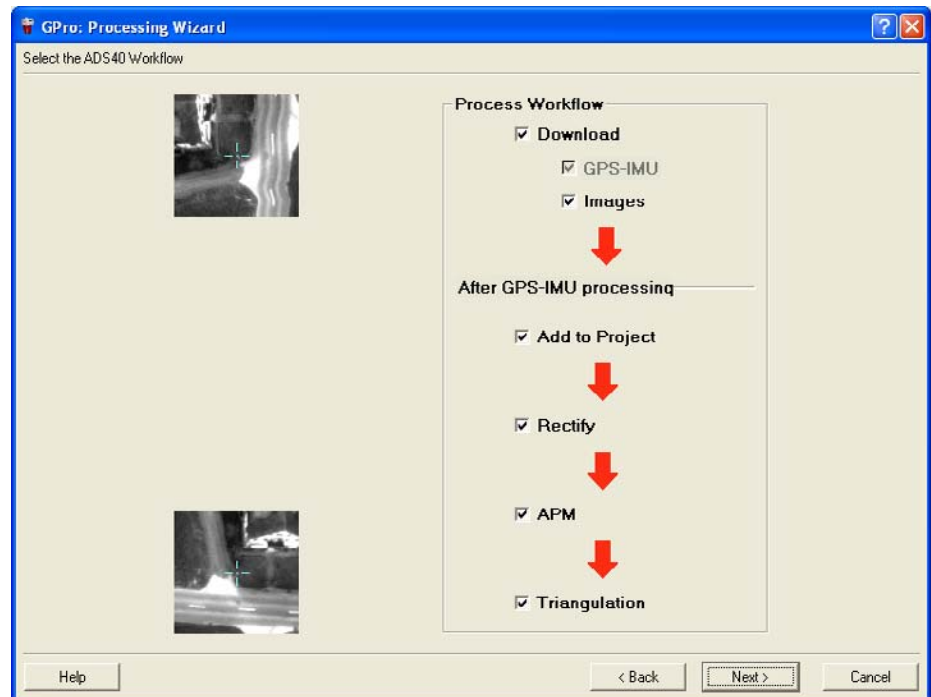 GPro: Processing Wizard
Select the ADS40 Workflow
Process Workflow
Download
GPS-IMU
Images
After GPS-IMU processing
Add to Project
Rectify
APM
Triangulation
Help
< Back
Next >
Cancel